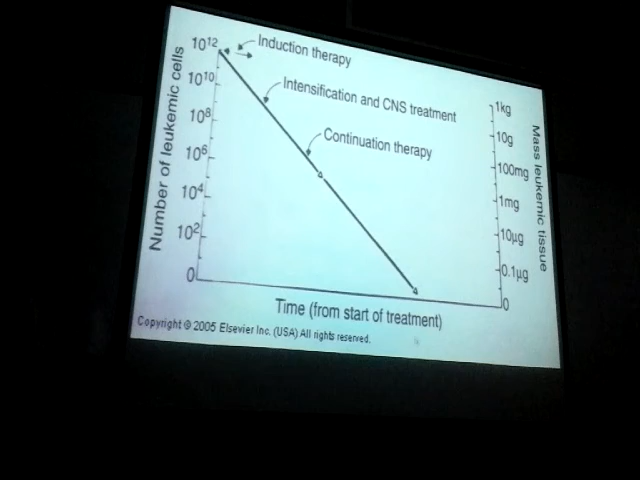 Induction therapy
Intensification and CNS treatment
Continuation therapy
Number of leukemic cells
10¹²
10¹⁰
10⁸
10⁶
10⁴
10²
0
1kg
10g
100mg
1mg
10µg
0.1µg
0
Mass leukemic tissue
Time (from start of treatment)
Copyright © 2005 Elsevier Inc. (USA) All rights reserved.